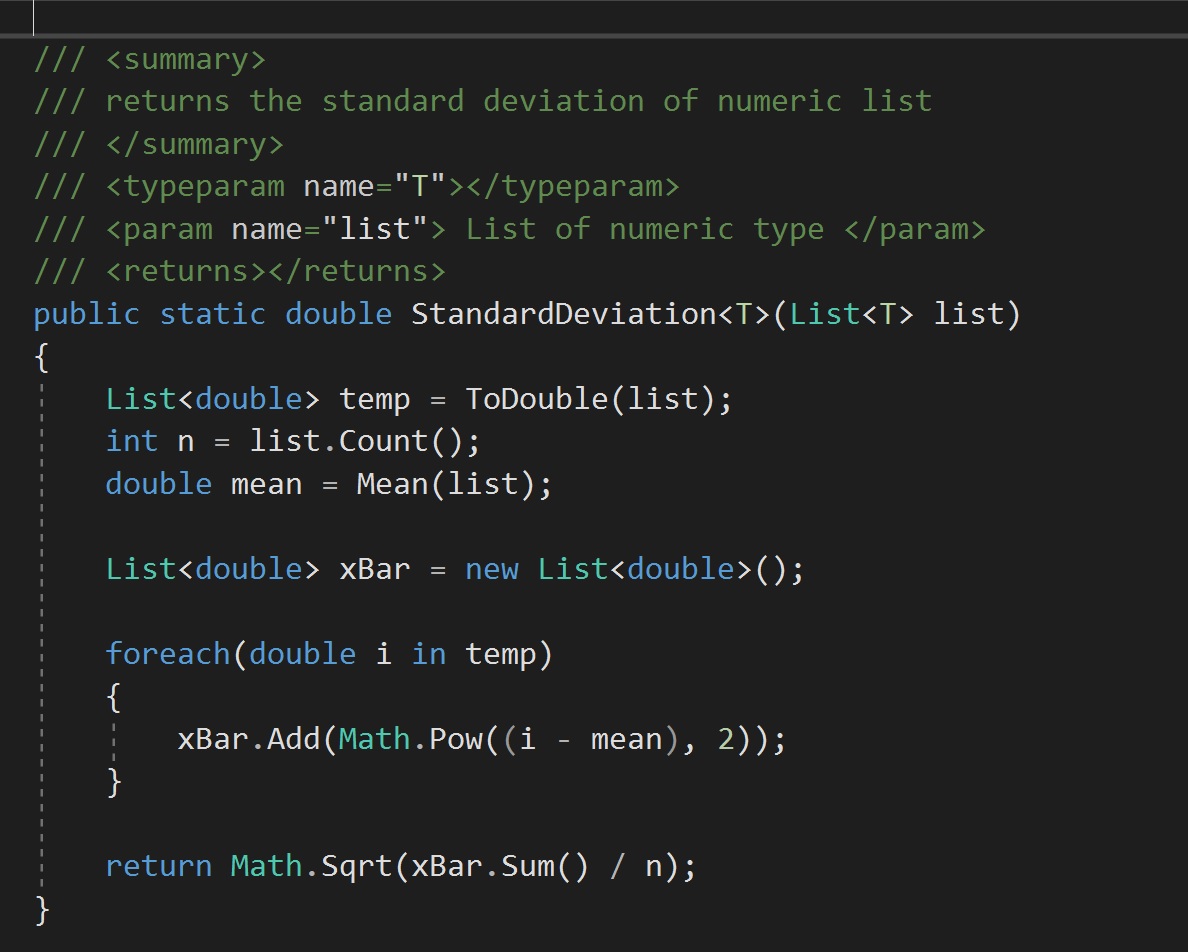 /// <summary>
/// returns the standard deviation of numeric list
/// </summary>
/// <typeparam name="T"></typeparam>
/// <param name="list"> List of numeric type </param>
/// <returns></returns>
public static double StandardDeviation<T>(List<T> list)
{
    List<double> temp = ToDouble(list);
    int n = list.Count();
    double mean = Mean(list);

    List<double> xBar = new List<double>();

    foreach(double i in temp)
    {
        xBar.Add(Math.Pow((i - mean), 2));
    }

    return Math.Sqrt(xBar.Sum() / n);
}